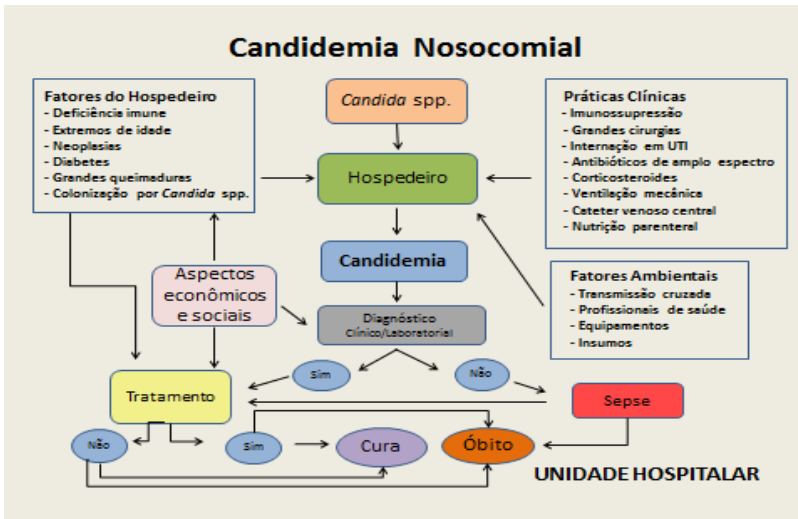 Candidemia Nosocomial
Fatores do Hospedeiro
- Deficiência imune
- Extremos de idade
- Neoplasias
- Diabetes
- Grandes queimaduras
- Colonização por Candida spp.
Candida spp.
Práticas Clínicas
- Imunossupressão
- Grandes cirurgias
- Internação em UTI
- Antibióticos de amplo espectro
- Corticosteroides
- Ventilação mecânica
- Cateter venoso central
- Nutrição parenteral
Hospedeiro
Candidemia
Aspectos
econômicos
e sociais
Fatores Ambientais
- Transmissão cruzada
- Profissionais de saúde
- Equipamentos
- Insumos
Diagnóstico
Clínico/Laboratorial
Sim
Não
Tratamento
Sepse
Não
Sim
Cura
Óbito
UNIDADE HOSPITALAR